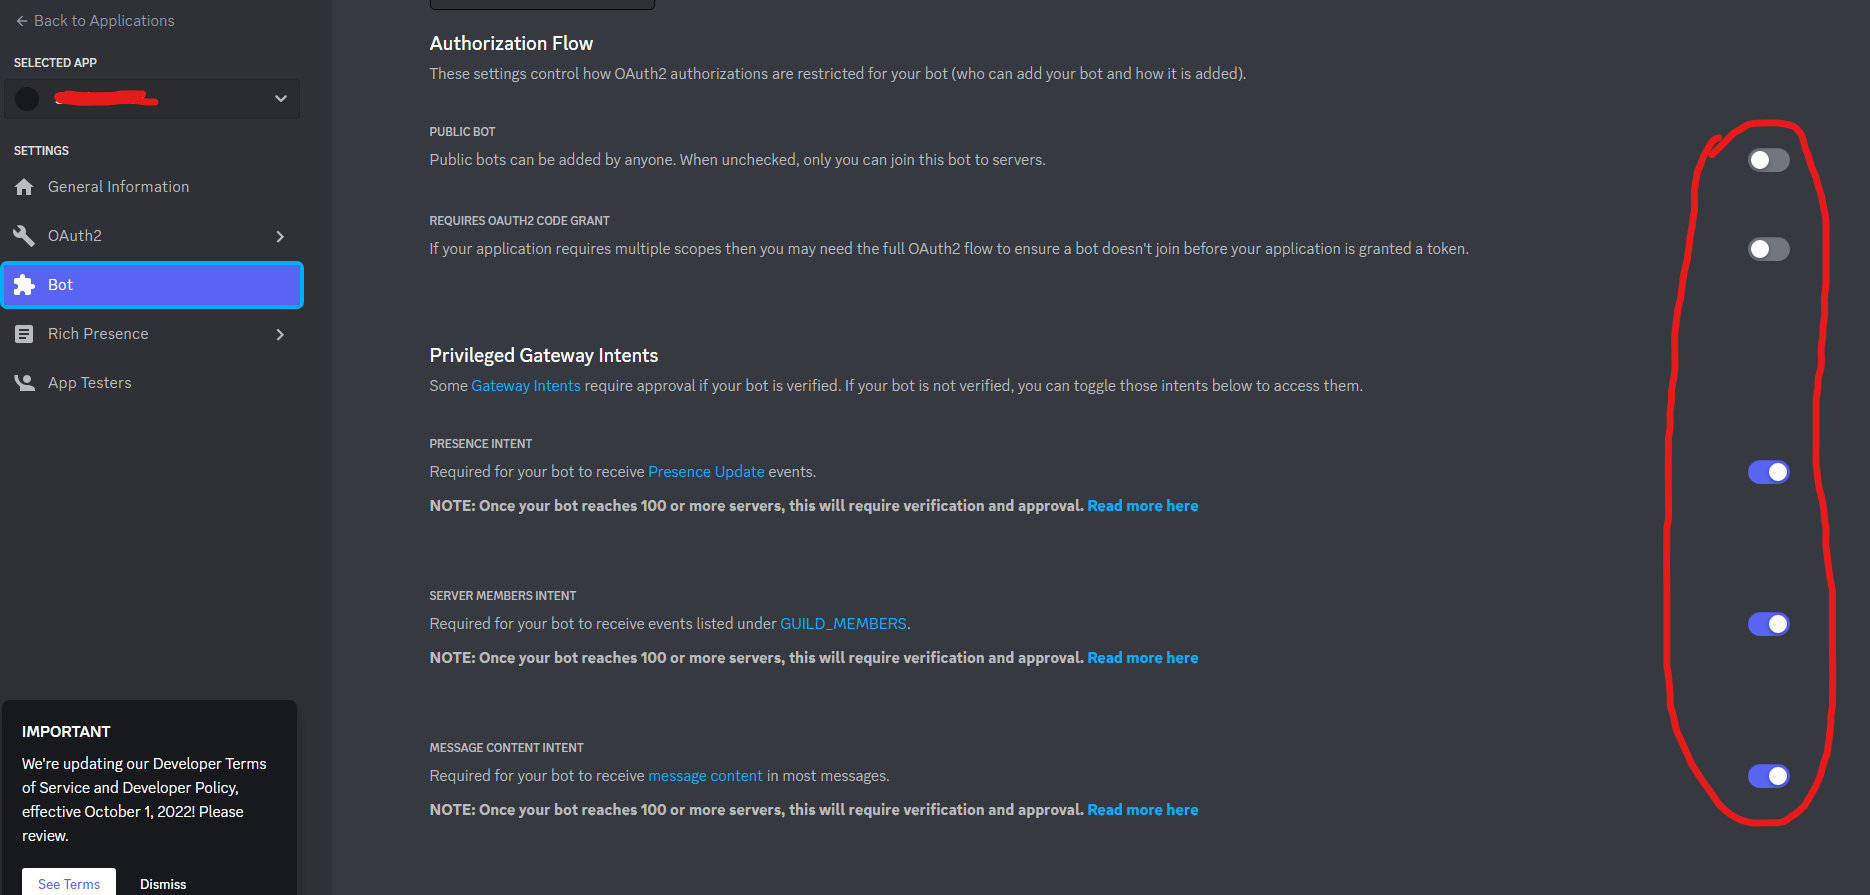 Back to Applications
SELECTED APP
SETTINGS
General Information
OAuth2
Bot
Rich Presence
App Testers
IMPORTANT
We're updating our Developer Terms
of Service and Developer Policy,
effective October 1, 2022! Please
review.
See Terms
Dismiss
Authorization Flow
These settings control how OAuth2 authorizations are restricted for your bot (who can add your bot and how it is added).
PUBLIC BOT
Public bots can be added by anyone. When unchecked, only you can join this bot to servers.
REQUIRES OAUTH2 CODE GRANT
If your application requires multiple scopes then you may need the full OAuth2 flow to ensure a bot doesn't join before your application is granted a token.
Privileged Gateway Intents
Some Gateway Intents require approval if your bot is verified. If your bot is not verified, you can toggle those intents below to access them.
PRESENCE INTENT
Required for your bot to receive Presence Update events.
NOTE: Once your bot reaches 100 or more servers, this will require verification and approval. Read more here
SERVER MEMBERS INTENT
Required for your bot to receive events listed under GUILD_MEMBERS.
NOTE: Once your bot reaches 100 or more servers, this will require verification and approval. Read more here
MESSAGE CONTENT INTENT
Required for your bot to receive message content in most messages.
NOTE: Once your bot reaches 100 or more servers, this will require verification and approval. Read more here